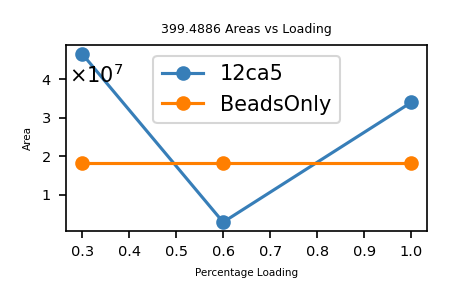 399.4886 Areas vs Loading
×10⁷
12ca5
BeadsOnly
4
3
2
1
Area
0.3 0.4 0.5 0.6 0.7 0.8 0.9 1.0
Percentage Loading